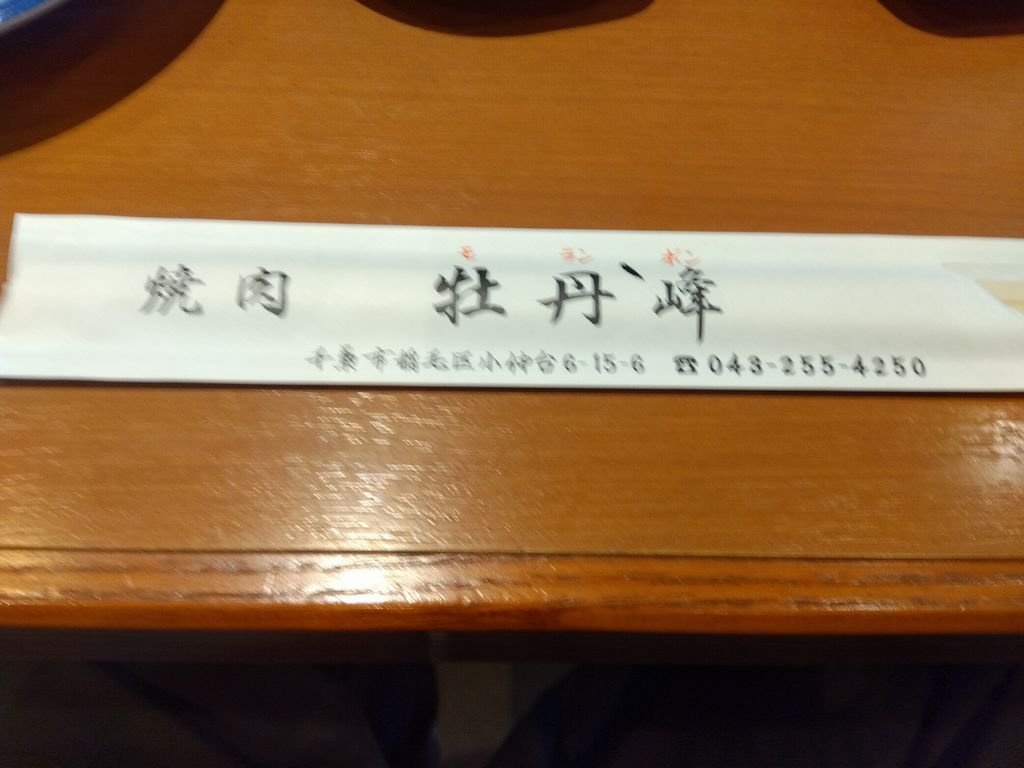 モ ラン ボン
焼肉 牡丹峰
千葉市稲毛区小仲台6-15-6 ☎043-255-4250